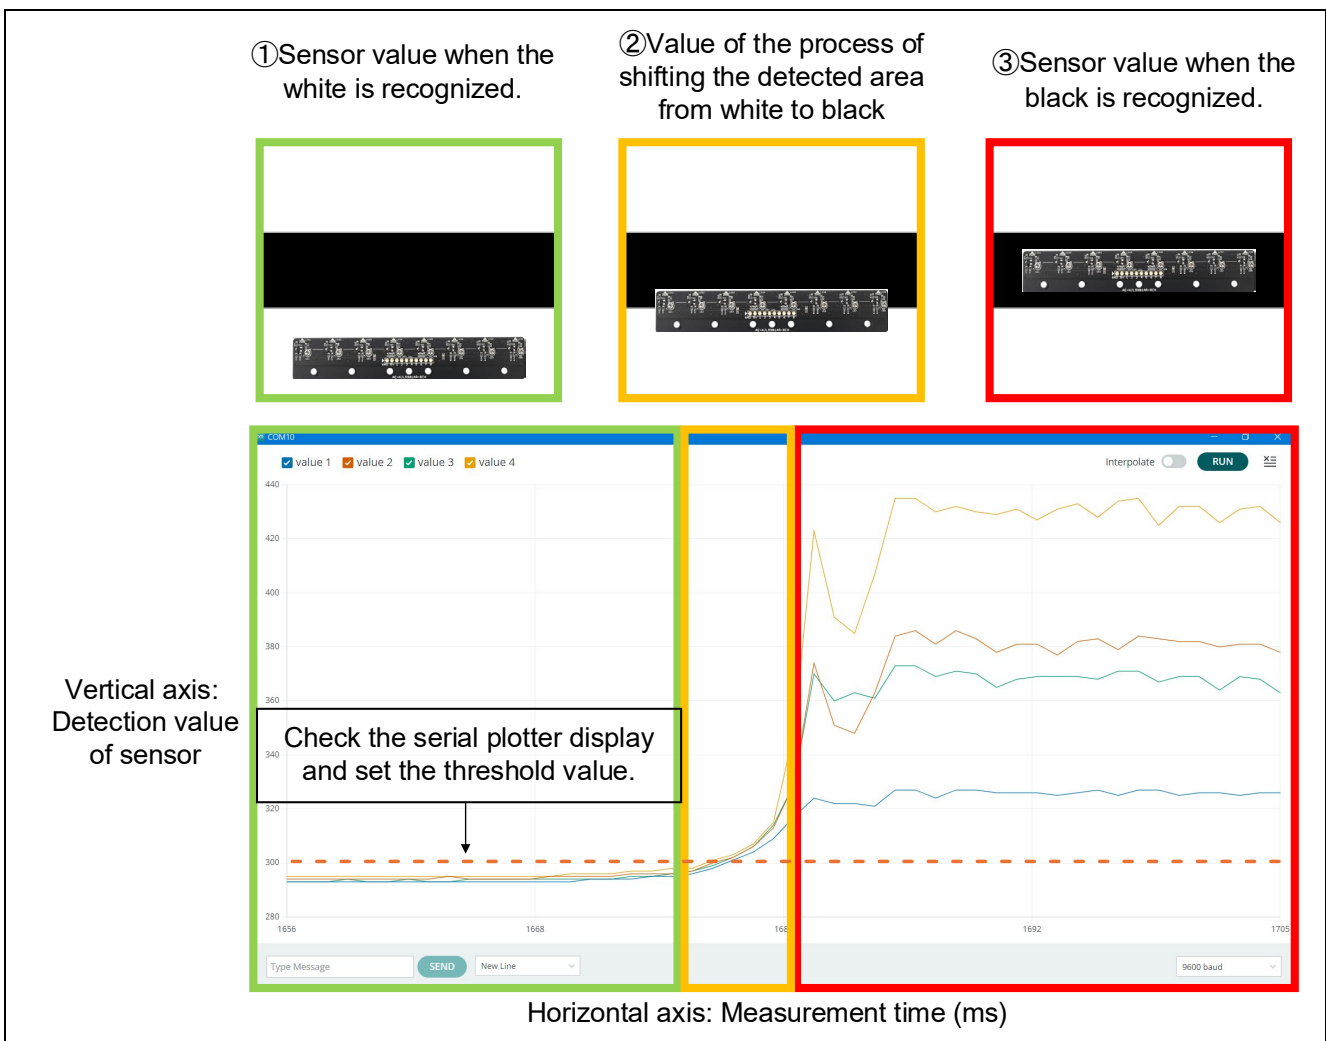 ①Sensor value when the
white is recognized.
②Value of the process of
shifting the detected area
from white to black
③Sensor value when the
black is recognized.
COM10
value 1
value 2
value 3
value 4
Interpolate
RUN
440
420
400
380
360
340
320
300
280
Vertical axis:
Detection value
of sensor
Check the serial plotter display
and set the threshold value.
1656
1668
168
1692
1705
Type Message
SEND
New Line
9600 baud
Horizontal axis: Measurement time (ms)